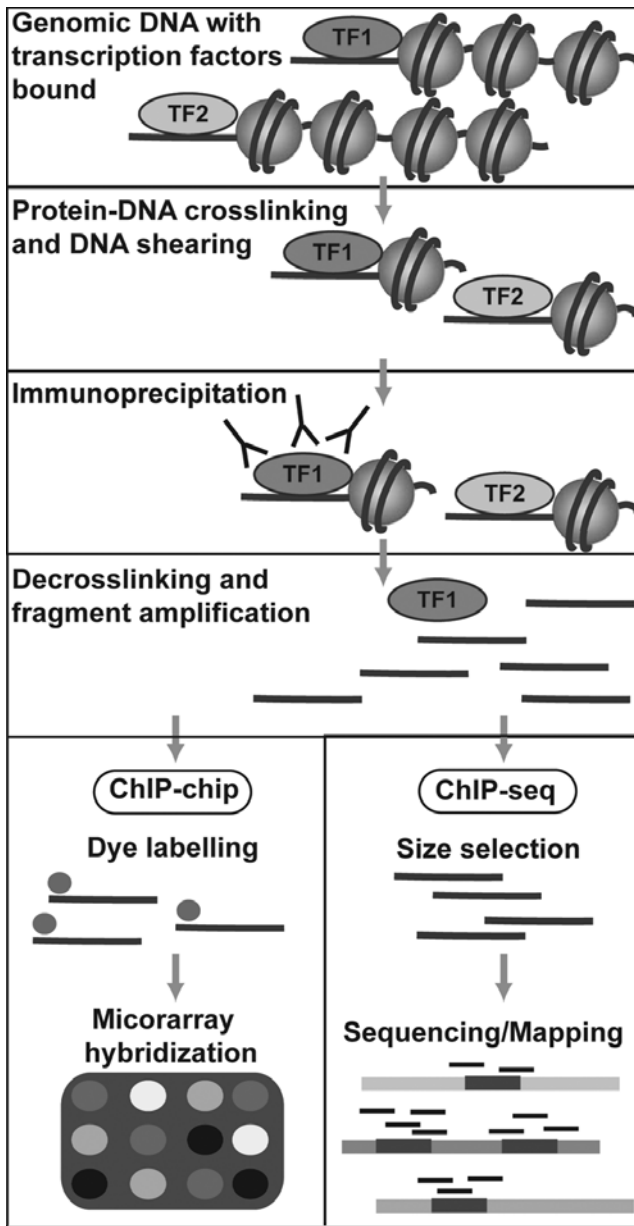 Genomic DNA with
transcription factors
bound
TF1
TF2
Protein-DNA crosslinking
and DNA shearing
TF1
TF2
Immunoprecipitation
TF1
TF2
Decrosslinking and
fragment amplification
TF1
ChIP-chip
Dye labelling
Micorarray
hybridization
ChIP-seq
Size selection
Sequencing/Mapping